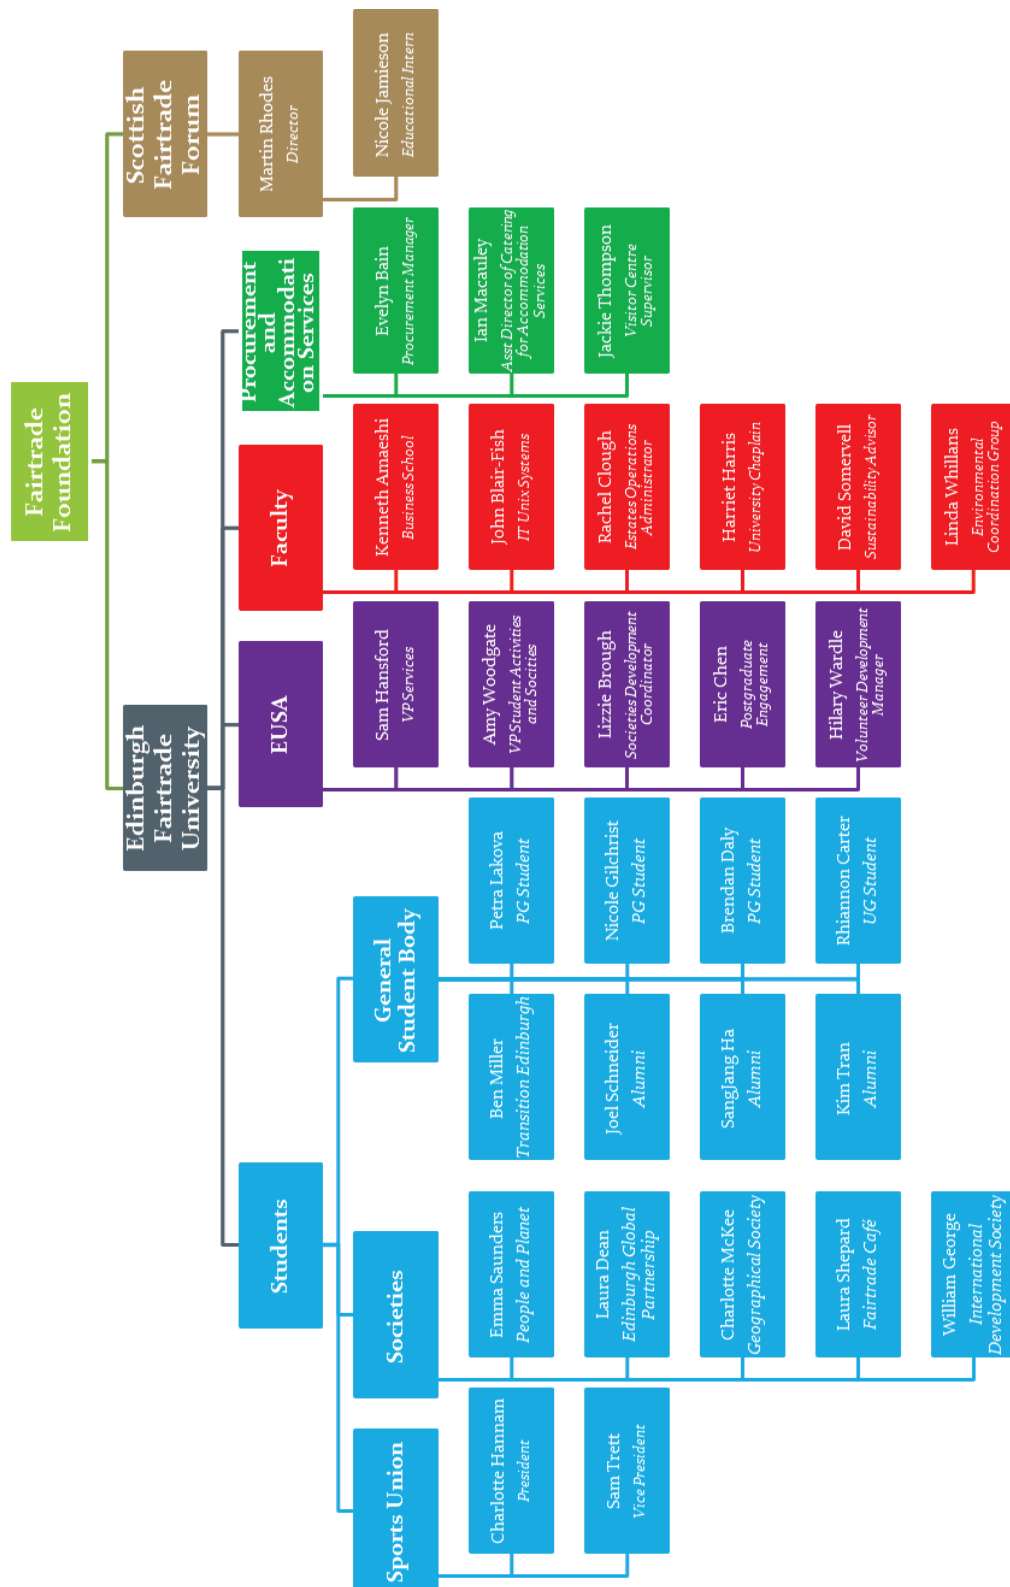 Fairtrade
Foundation
Edinburgh
Fairtrade
University
Scottish
Fairtrade
Forum
Students
EUSA
Faculty
Procurement
and
Accommodati
on Services
Martin Rhodes
Director
Sports Union
Societies
General
Student Body
Sam Hansford
VP Services
Kenneth Amaeshi
Business School
Evelyn Bain
Procurement Manager
Nicole Jamieson
Educational Intern
Charlotte Hannam
President
Emma Saunders
People and Planet
Ben Miller
Transition Edinburgh
Petra Lakova
PG Student
Amy Woodgate
VP Student Activities
and Socities
John Blair-Fish
IT Unix Systems
Ian Macauley
Asst Director of Catering
for Accommodation
Services
Sam Trett
Vice President
Laura Dean
Edinburgh Global
Partnership
Joel Schneider
Alumni
Nicole Gilchrist
PG Student
Lizzie Brough
Societies Development
Coordinator
Rachel Clough
Estates Operations
Administrator
Jackie Thompson
Visitor Centre
Supervisor
Charlotte McKee
Geographical Society
SangJang Ha
Alumni
Brendan Daly
PG Student
Eric Chen
Postgraduate
Engagement
Harriet Harris
University Chaplain
Laura Shepard
Fairtrade Café
Kim Tran
Alumni
Rhiannon Carter
UG Student
Hilary Wardle
Volunteer Development
Manager
David Somervell
Sustainability Advisor
William George
International
Development Society
Linda Whillans
Environmental
Coordination Group